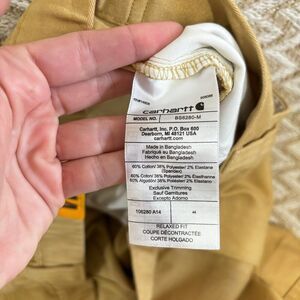 carhartt
MODEL NO. BS8280-M
Carhartt, Inc. P.O. Box 600
Dearborn, MI 48121 USA
carhartt.com
Made in Bangladesh
Fabriqué au Bangladesh
Hecho en Bangladesh
60% Cotton/ 38% Polyester/ 2% Elastane
(Spandex)
60% Coton/ 38% Polyester/ 2% Élasthanne
60% Algodón/ 38% Poliéster/ 2% Elastano
Exclusive Trimming
Sauf Garnitures
Excepto Adorno
106280 A14
RELAXED FIT
COUPE DÉCONTRACTÉE
CORTE HOLGADO